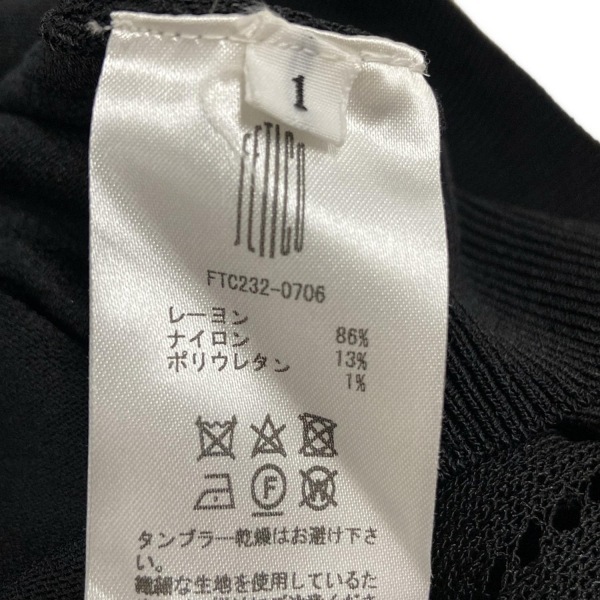 1
FETICO
FTC232-0706
レーヨン 86%
ナイロン 13%
ポリウレタン 1%
F W
タンブラー乾燥はお避け下さ
い。
繊細な生地を使用しているた